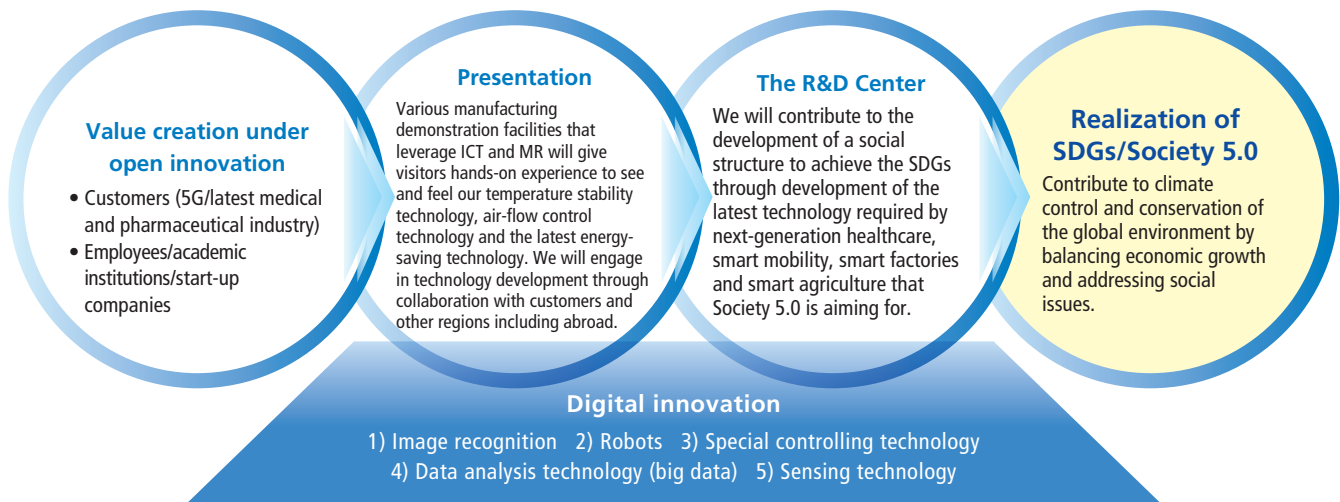 Value creation under
open innovation
• Customers (5G/latest medical
and pharmaceutical industry)
• Employees/academic
institutions/start-up
companies
Presentation
Various manufacturing
demonstration facilities that
leverage ICT and MR will give
visitors hands-on experience to see
and feel our temperature stability
technology, air-flow control
technology and the latest energy-
saving technology. We will engage
in technology development through
collaboration with customers and
other regions including abroad.
The R&D Center
We will contribute to the
development of a social
structure to achieve the SDGs
through development of the
latest technology required by
next-generation healthcare,
smart mobility, smart factories
and smart agriculture that
Society 5.0 is aiming for.
Realization of
SDGs/Society 5.0
Contribute to climate
control and conservation of
the global environment by
balancing economic growth
and addressing social
issues.
Digital innovation
1) Image recognition 2) Robots 3) Special controlling technology
4) Data analysis technology (big data) 5) Sensing technology